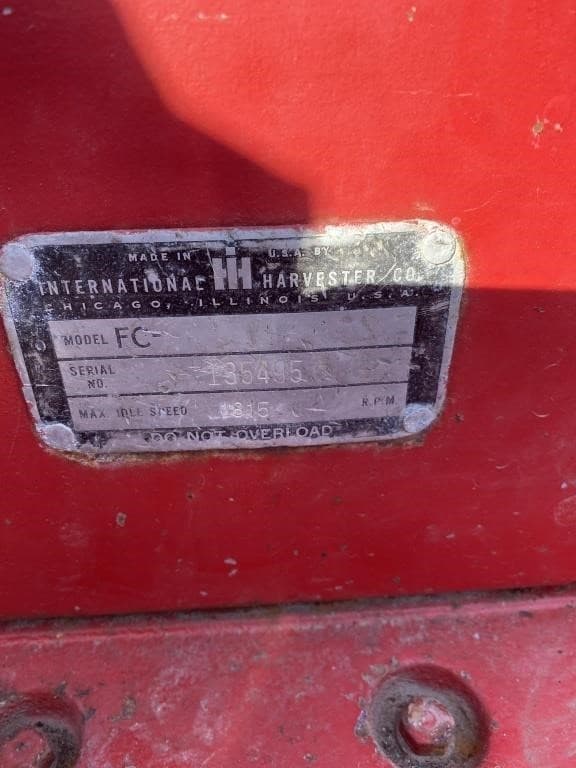 MADE IN IH U.S.A. BY
INTERNATIONAL HARVESTER CO.
CHICAGO, ILLINOIS U.S.A.
MODEL FC-
SERIAL
NO.
MAX. IDLE SPEED R.P.M.
DO NOT OVERLOAD